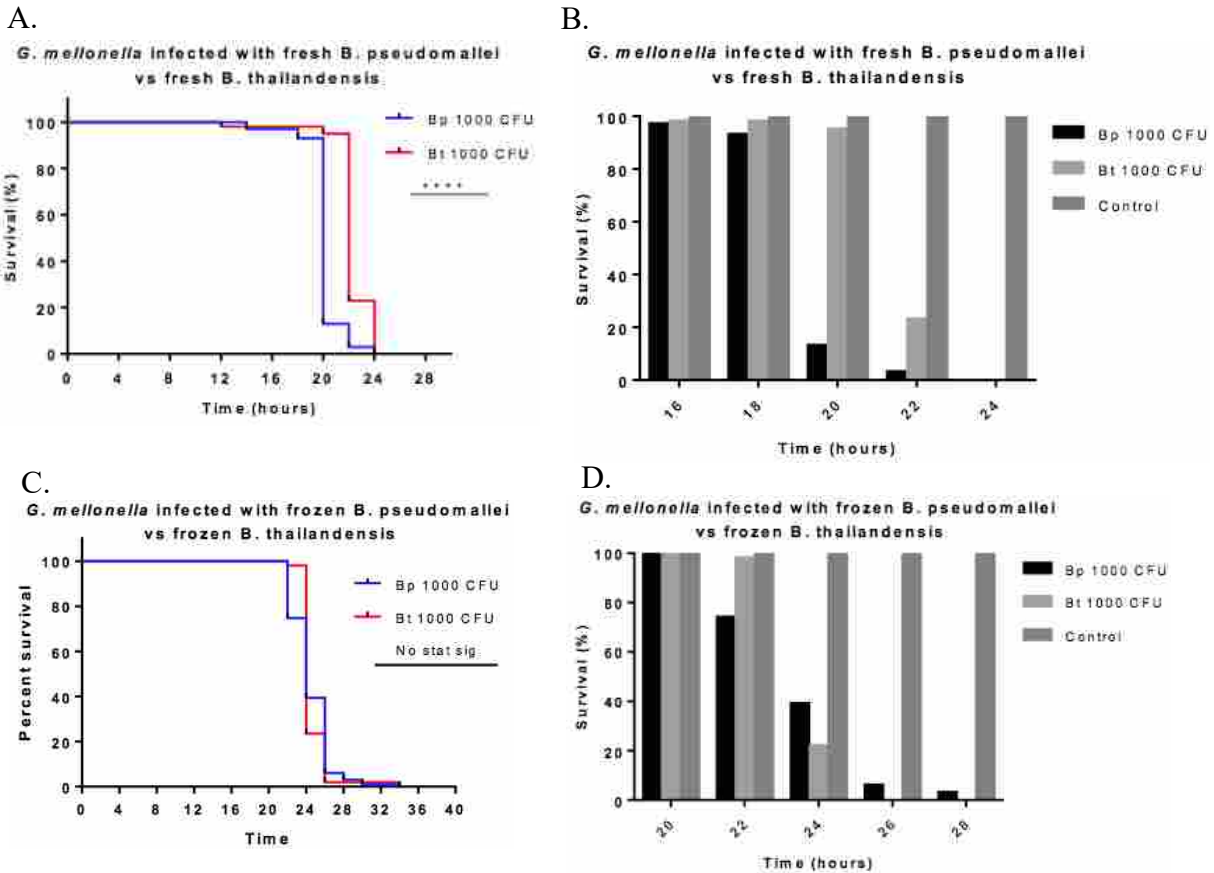 A.
G. mellonella infected with fresh B. pseudomallei
vs fresh B. thailandensis
Survival (%)
100
80
60
40
20
0
0 4 8 12 16 20 24 28
Time (hours)
Bp 1000 CFU
Bt 1000 CFU
****
B.
G. mellonella infected with fresh B. pseudomallei
vs fresh B. thailandensis
Survival (%)
100
80
60
40
20
0
16 18 20 22 24
Time (hours)
Bp 1000 CFU
Bt 1000 CFU
Control
C.
G. mellonella infected with frozen B. pseudomallei
vs frozen B. thailandensis
Percent survival
100
80
60
40
20
0
0 4 8 12 16 20 24 28 32 36 40
Time
Bp 1000 CFU
Bt 1000 CFU
No stat sig
D.
G. mellonella infected with frozen B. pseudomallei
vs frozen B. thailandensis
Survival (%)
100
80
60
40
20
0
20 22 24 26 28
Time (hours)
Bp 1000 CFU
Bt 1000 CFU
Control